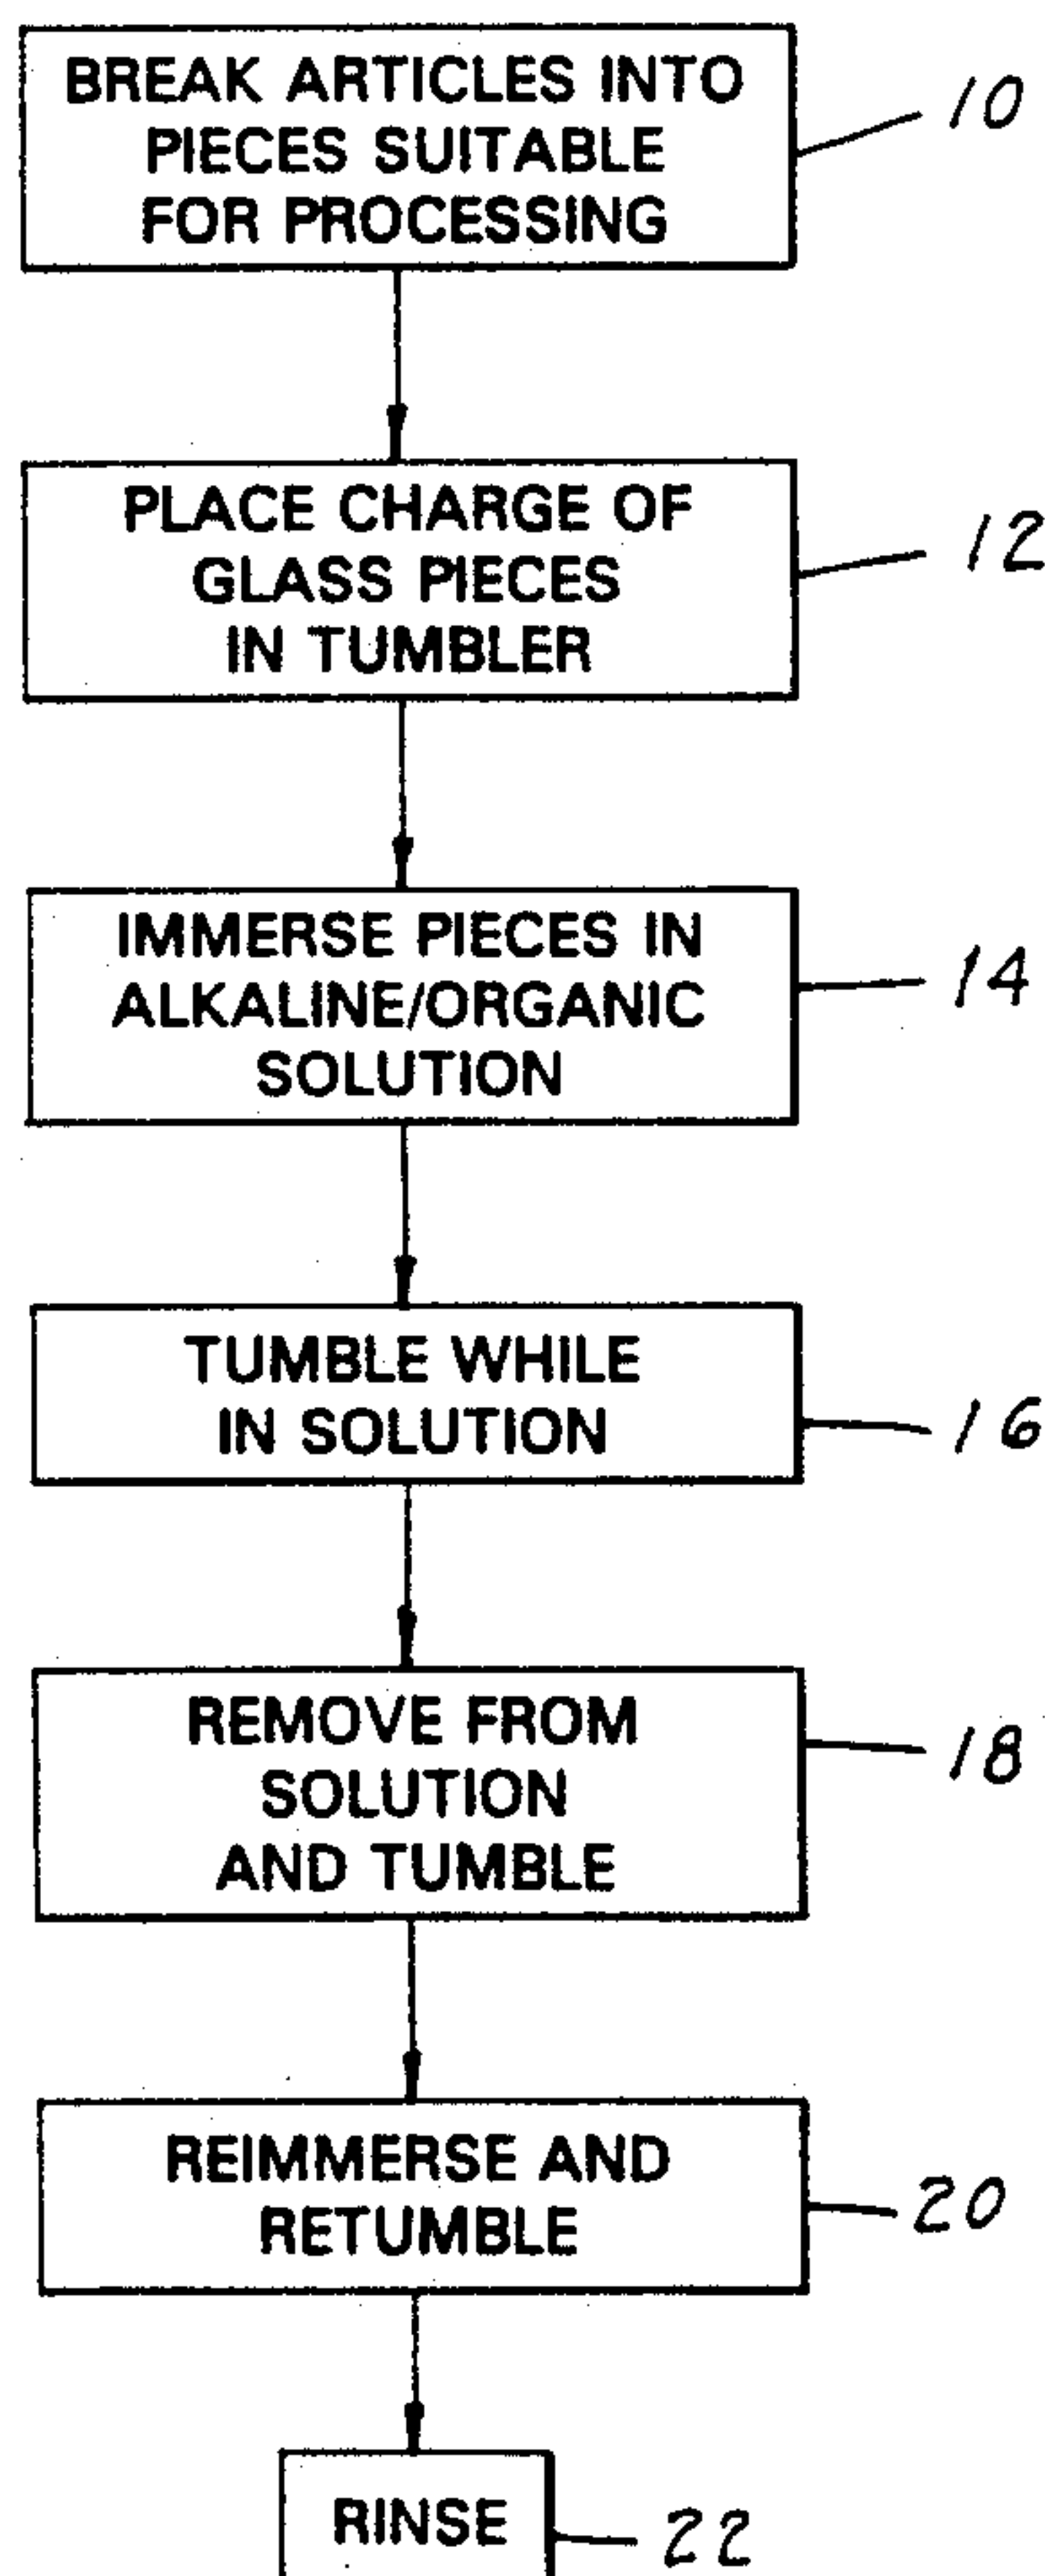 BREAK ARTICLES INTO
PIECES SUITABLE
FOR PROCESSING
10
PLACE CHARGE OF
GLASS PIECES
IN TUMBLER
12
IMMERSE PIECES IN
ALKALINE/ORGANIC
SOLUTION
14
TUMBLE WHILE
IN SOLUTION
16
REMOVE FROM
SOLUTION
AND TUMBLE
18
REIMMERSE AND
RETUMBLE
20
RINSE
22